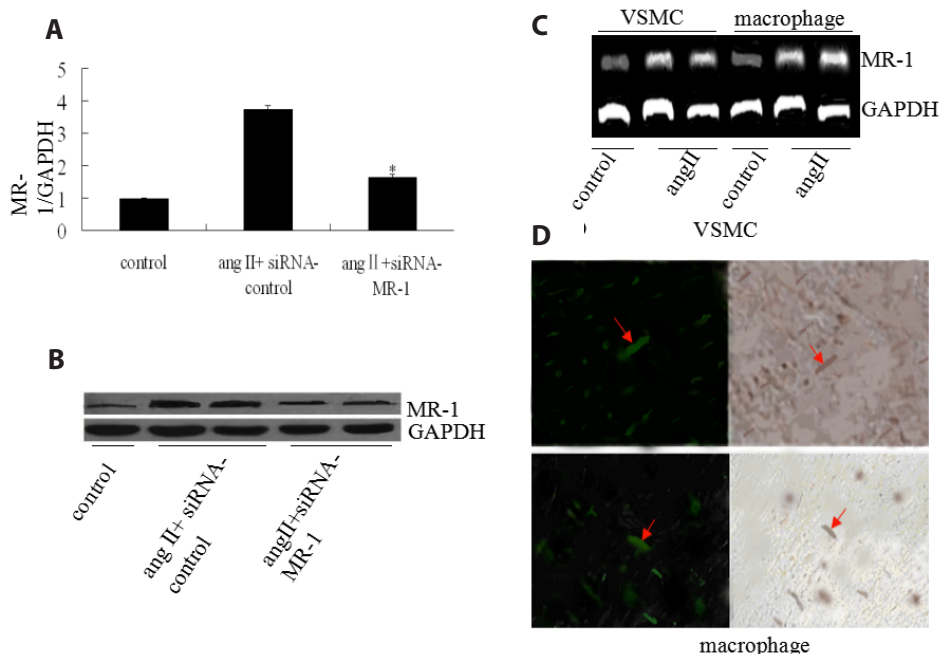 A
5
4
3
2
1
0
MR-
1/GAPDH
control
ang II+ siRNA-
control
*
ang II+siRNA-
MR-1
B
MR-1
GAPDH
control
ang II+ siRNA-
control
angII+siRNA-
MR-1
C
VSMC macrophage
MR-1
GAPDH
control angII control angII
D
VSMC
macrophage